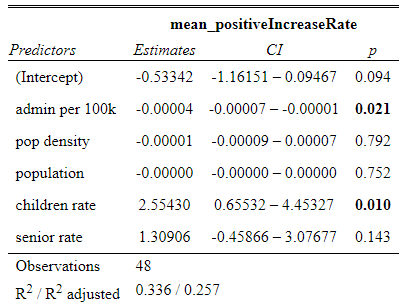 mean_positiveIncreaseRate
Predictors Estimates CI p
(Intercept) -0.53342 -1.16151 – 0.09467 0.094
admin per 100k -0.00004 -0.00007 – -0.00001 0.021
pop density -0.00001 -0.00009 – 0.00007 0.792
population -0.00000 -0.00000 – 0.00000 0.752
children rate 2.55430 0.65532 – 4.45327 0.010
senior rate 1.30906 -0.45866 – 3.07677 0.143
Observations 48
R² / R² adjusted 0.336 / 0.257